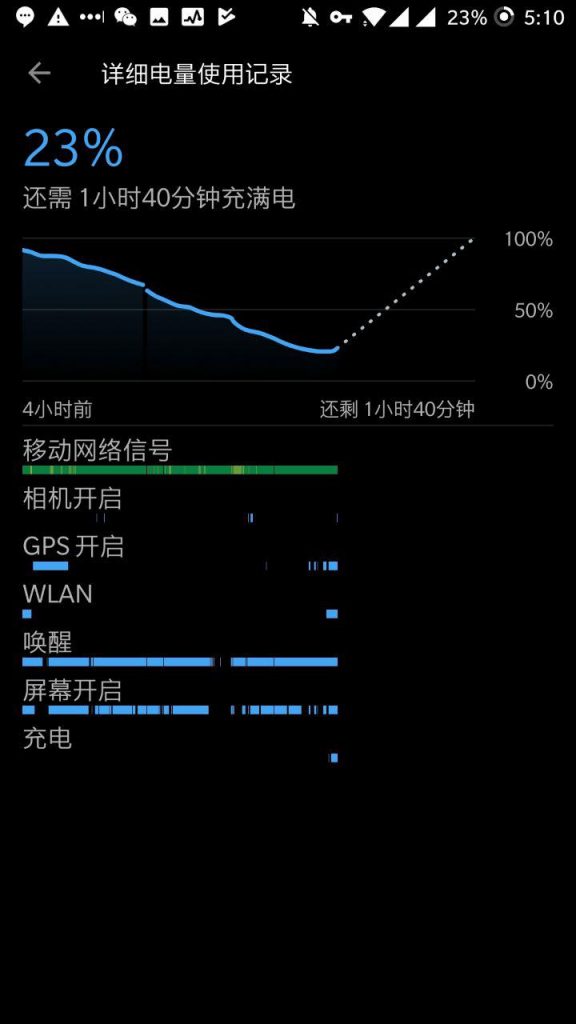 23% 5:10
详细电量使用记录
23%
还需 1小时40分钟充满电
100%
50%
0%
4小时前 还剩 1小时40分钟
移动网络信号
相机开启
GPS 开启
WLAN
唤醒
屏幕开启
充电